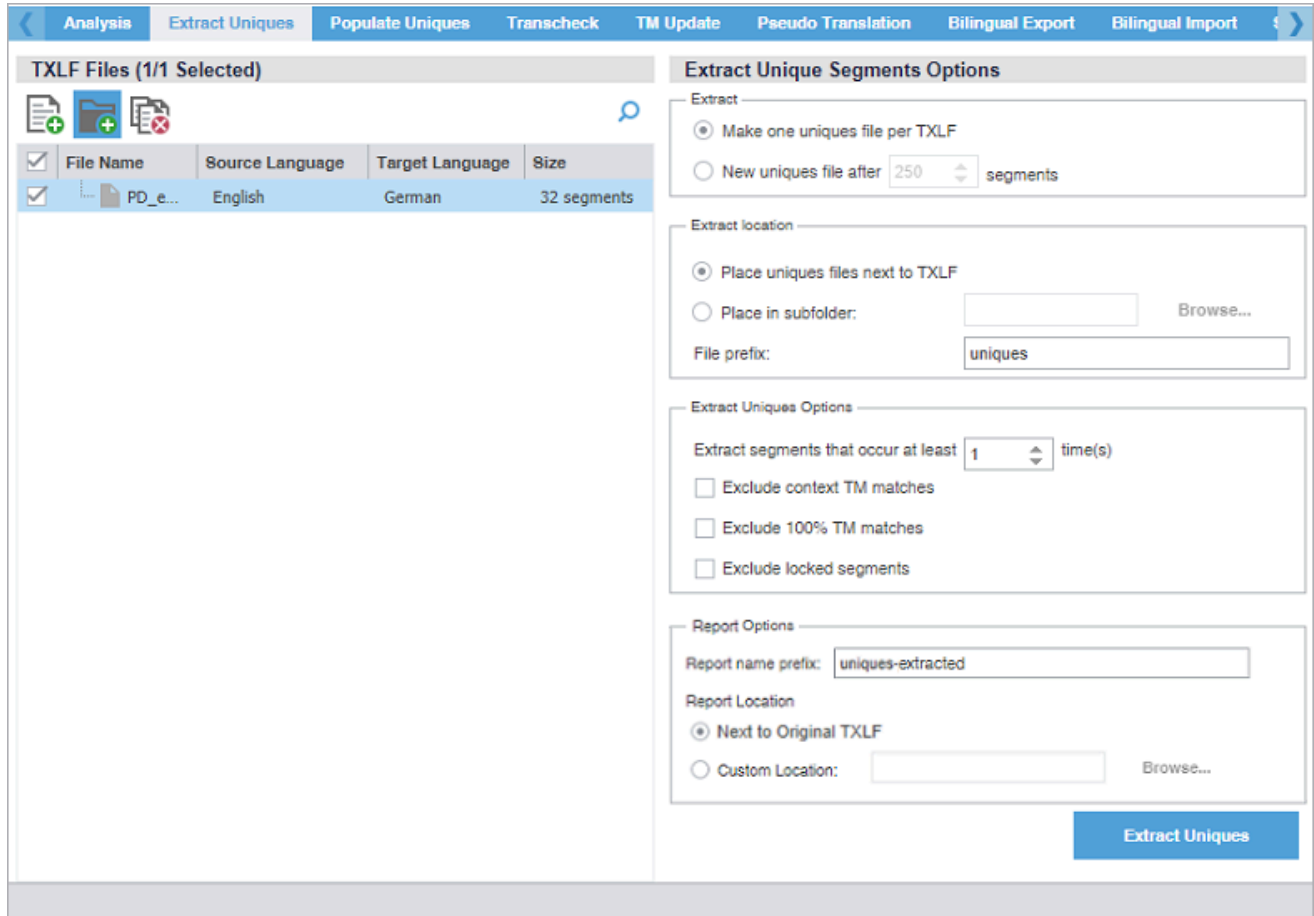 Analysis Extract Uniques Populate Uniques Transcheck TM Update Pseudo Translation Bilingual Export Bilingual Import
TXLF Files (1/1 Selected)
File Name Source Language Target Language Size
PD_e... English German 32 segments
Extract Unique Segments Options
Extract
Make one uniques file per TXLF
New uniques file after 250 segments
Extract location
Place uniques files next to TXLF
Place in subfolder: Browse...
File prefix: uniques
Extract Uniques Options
Extract segments that occur at least 1 time(s)
Exclude context TM matches
Exclude 100% TM matches
Exclude locked segments
Report Options
Report name prefix: uniques-extracted
Report Location
Next to Original TXLF
Custom Location: Browse...
Extract Uniques